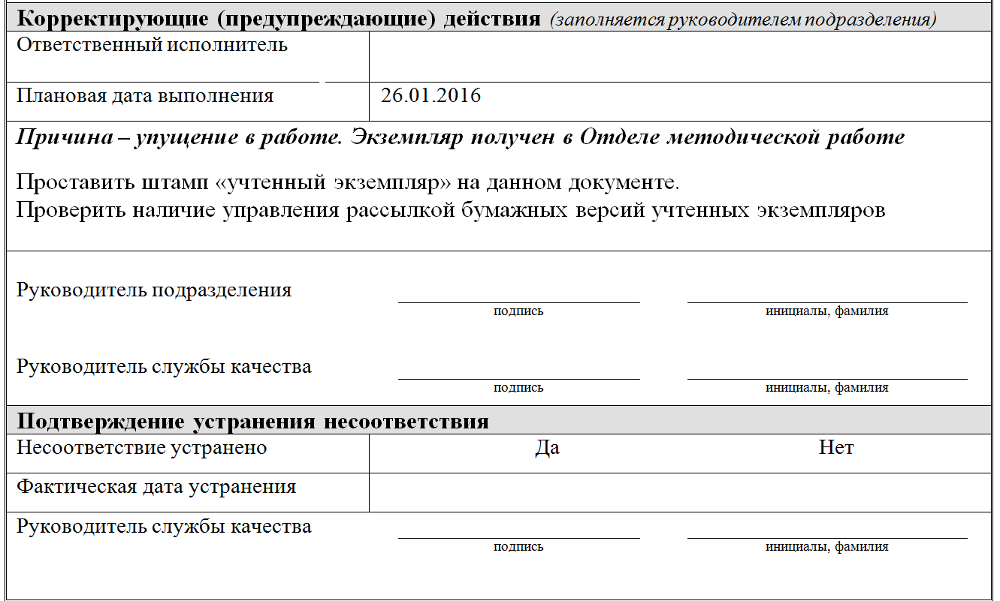 Корректирующие (предупреждающие) действия (заполняется руководителем подразделения)
Ответственный исполнитель
Плановая дата выполнения 26.01.2016
Причина – упущение в работе. Экземпляр получен в Отделе методической работе
Проставить штамп «учтенный экземпляр» на данном документе.
Проверить наличие управления рассылкой бумажных версий учтенных экземпляров
Руководитель подразделения
подпись инициалы, фамилия
Руководитель службы качества
подпись инициалы, фамилия
Подтверждение устранения несоответствия
Несоответствие устранено Да Нет
Фактическая дата устранения
Руководитель службы качества
подпись инициалы, фамилия